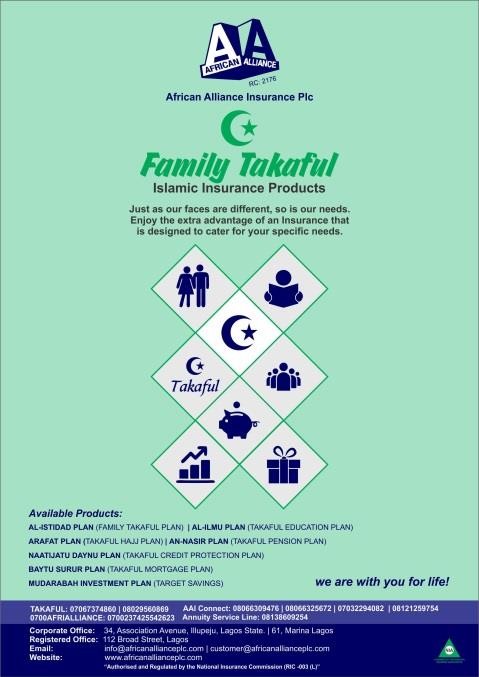 AA
AFRICAN ALLIANCE
RC: 2176
African Alliance Insurance Plc
Family Takaful
Islamic Insurance Products
Just as our faces are different, so is our needs.
Enjoy the extra advantage of an Insurance that
is designed to cater for your specific needs.
Takaful
Available Products:
AL-ISTIDAD PLAN (FAMILY TAKAFUL PLAN) | AL-ILMU PLAN (TAKAFUL EDUCATION PLAN)
ARAFAT PLAN (TAKAFUL HAJJ PLAN) | AN-NASIR PLAN (TAKAFUL PENSION PLAN)
NAATIJATU DAYNU PLAN (TAKAFUL CREDIT PROTECTION PLAN)
BAYTU SURUR PLAN (TAKAFUL MORTGAGE PLAN)
MUDARABAH INVESTMENT PLAN (TARGET SAVINGS)
we are with you for life!
TAKAFUL: 07067374860 | 08029560869 AAI Connect: 08066309476 | 08066325672 | 07032294082 | 08121259754
0700AFRIALLIANCE: 0700237425542623 Annuity Service Line: 08138609254
Corporate Office: 34, Association Avenue, Illupeju, Lagos State. | 61, Marina Lagos
Registered Office: 112 Broad Street, Lagos
Email: info@africanallianceplc.com | customer@africanallianceplc.com
Website: www.africanallianceplc.com
"Authorised and Regulated by the National Insurance Commission (RIC -003 (L)"